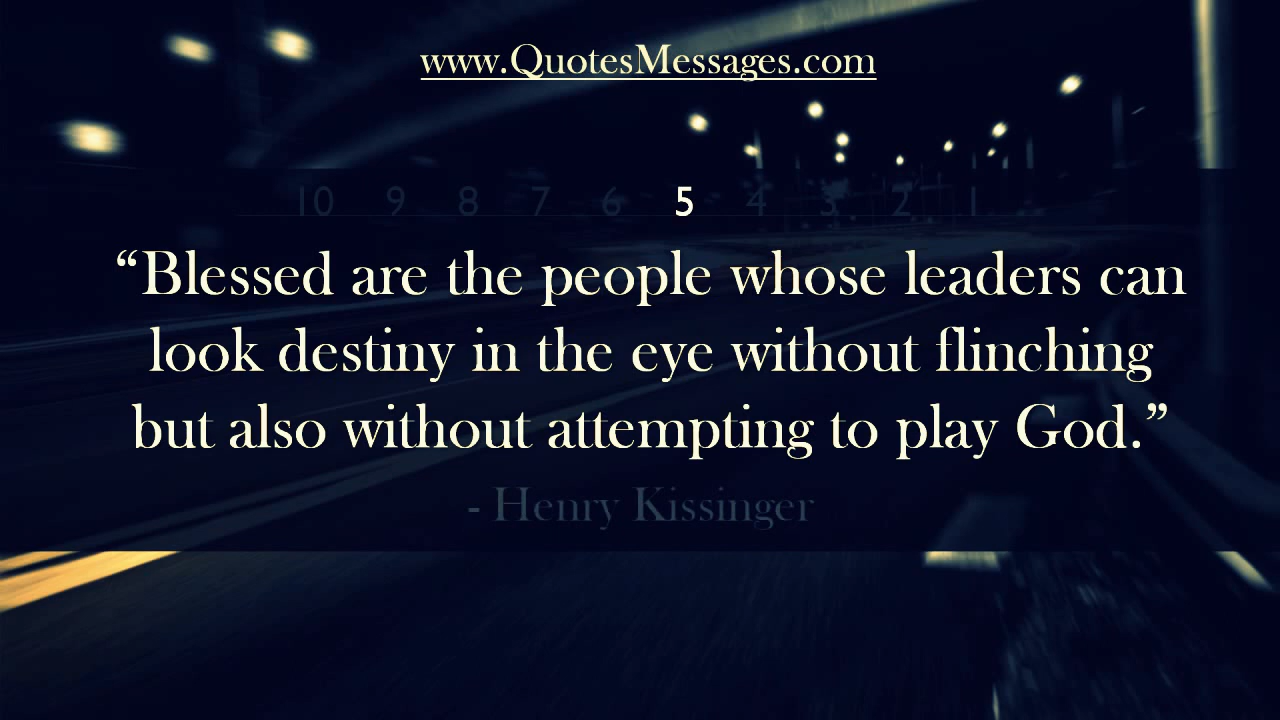 www.QuotesMessages.com
10 9 8 7 6 5 4 3 2 1
“Blessed are the people whose leaders can
look destiny in the eye without flinching
but also without attempting to play God.”
- Henry Kissinger